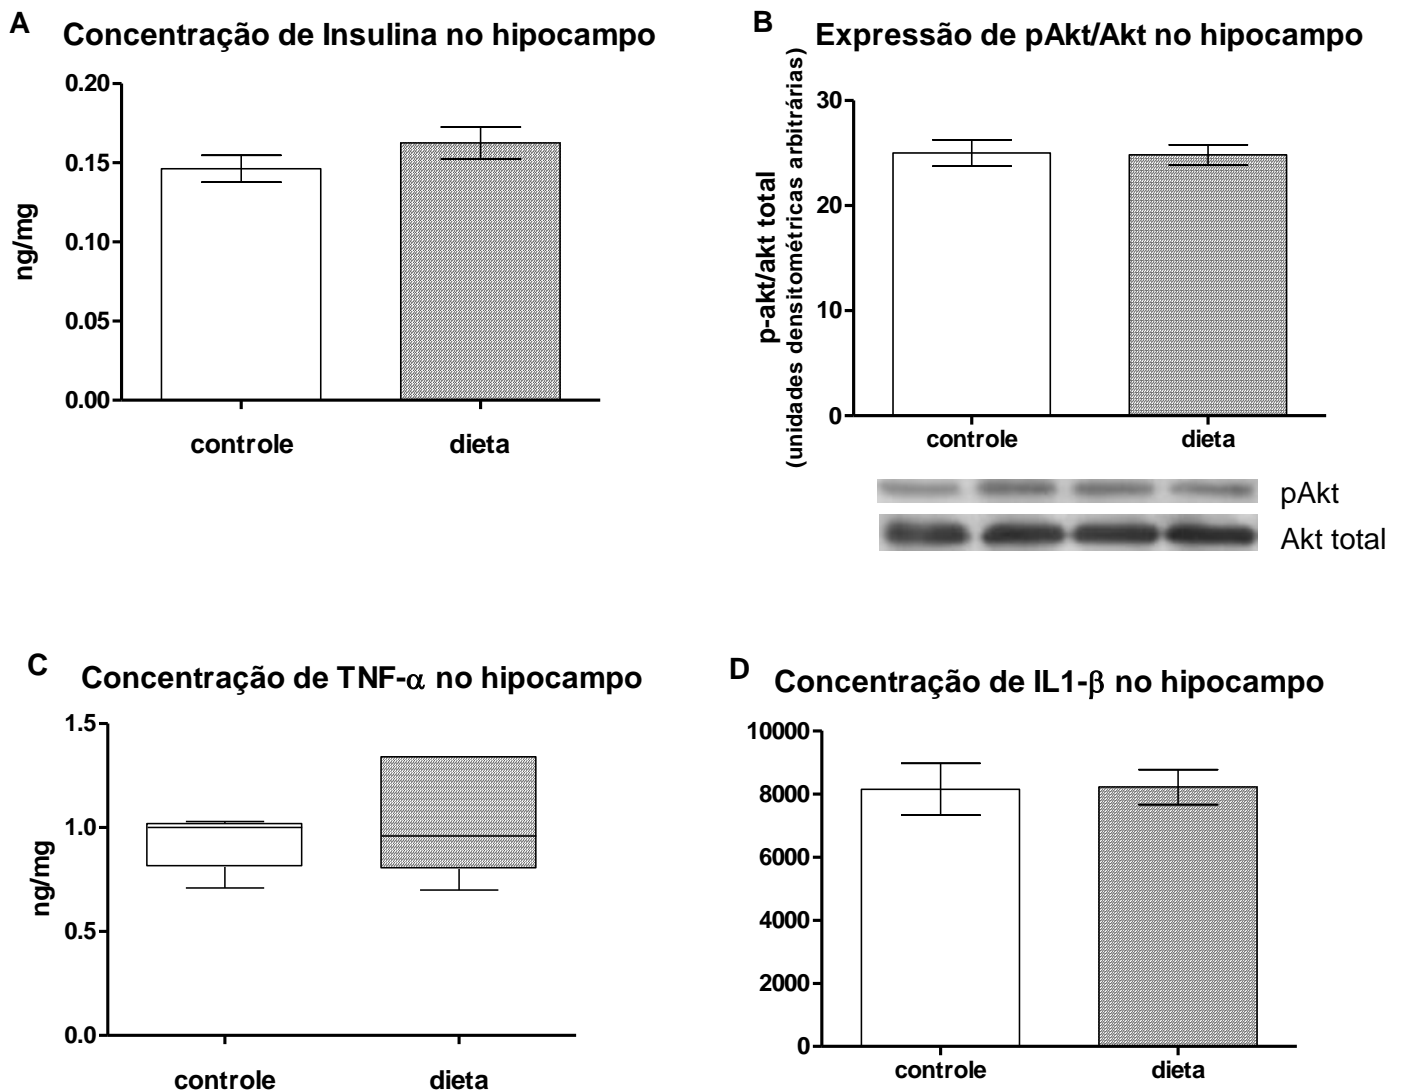 A
Concentração de Insulina no hipocampo
0.20
0.15
0.10
0.05
0.00
ng/mg
controle
dieta
B
Expressão de pAkt/Akt no hipocampo
30
20
10
0
p-akt/akt total
(unidades densitométricas arbitrárias)
controle
dieta
pAkt
Akt total
C
Concentração de TNF-α no hipocampo
1.5
1.0
0.5
0.0
ng/mg
controle
dieta
D
Concentração de IL1-β no hipocampo
10000
8000
6000
4000
2000
0
controle
dieta